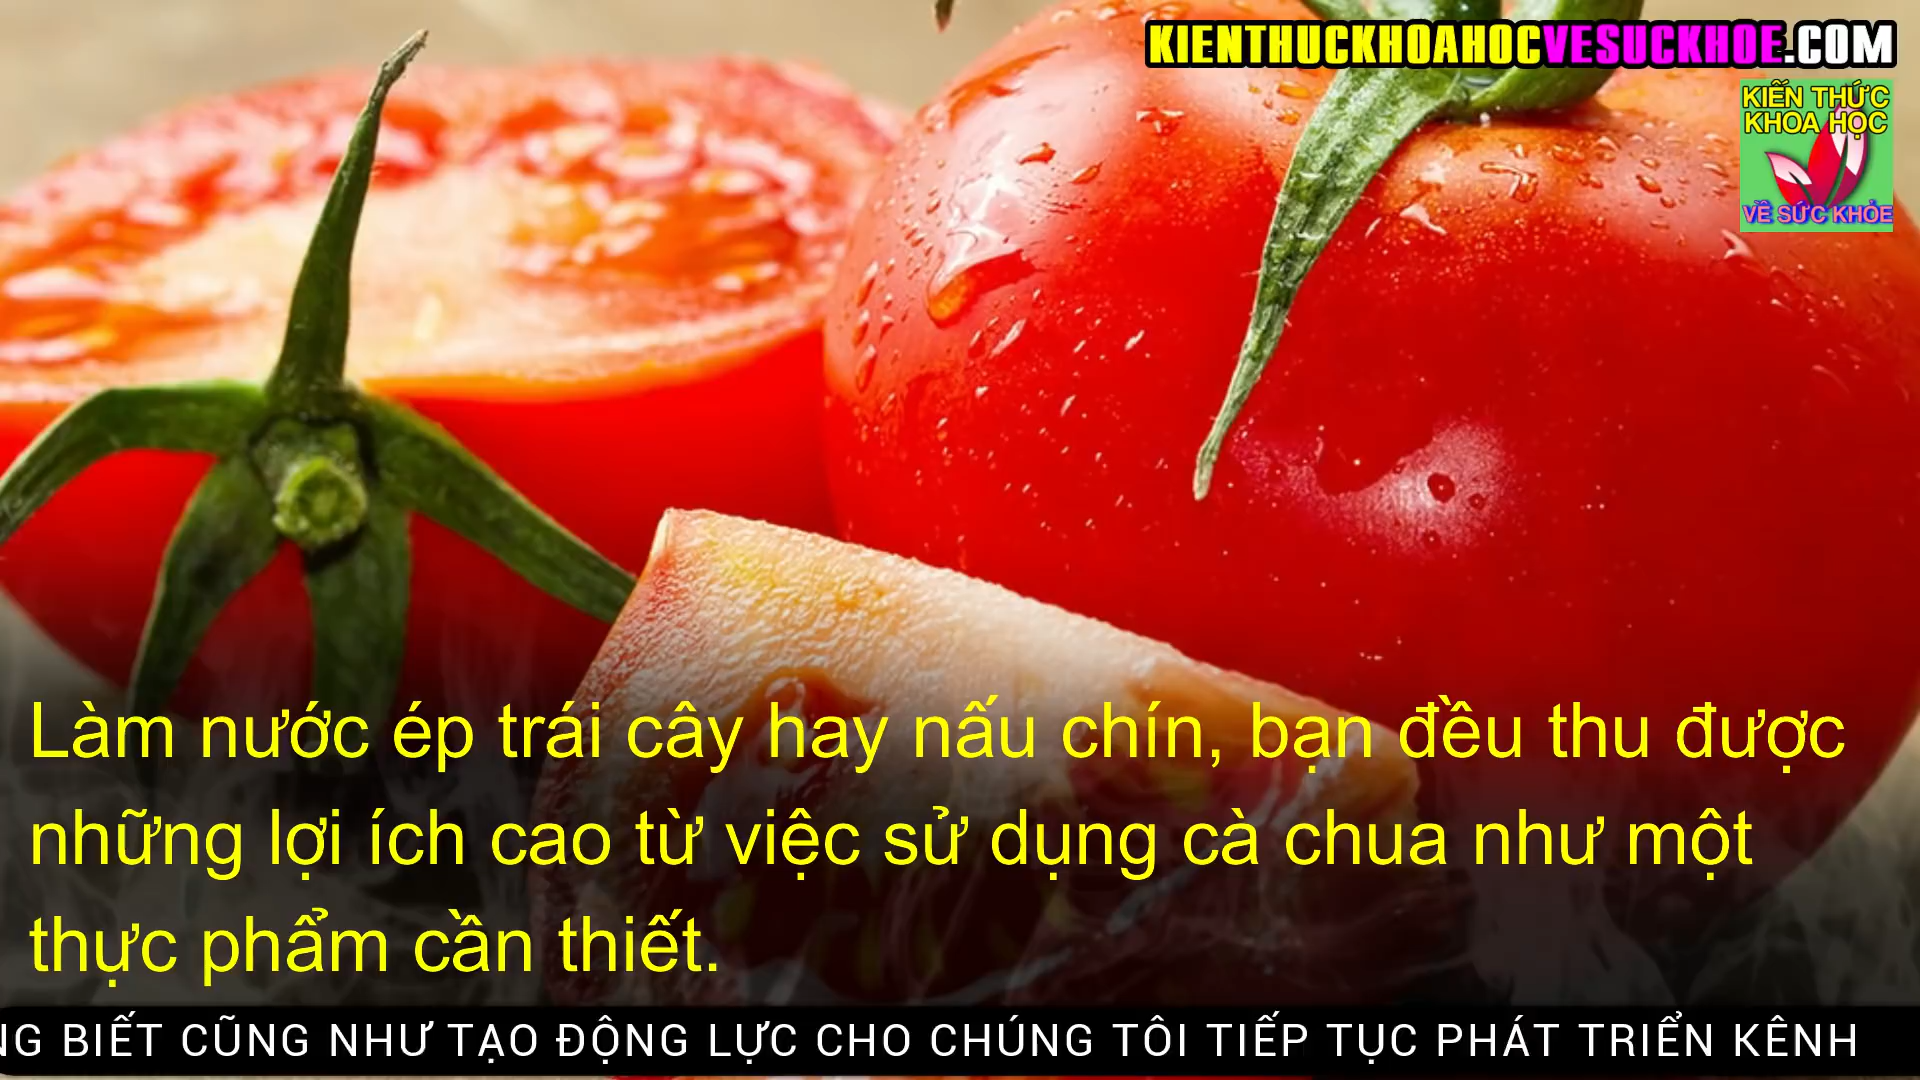 KIENTHUCKHOAHOCVESUCKHOE.COM
KIẾN THỨC
KHOA HỌC
VỀ SỨC KHỎE
Làm nước ép trái cây hay nấu chín, bạn đều thu được
những lợi ích cao từ việc sử dụng cà chua như một
thực phẩm cần thiết.
BIẾT CŨNG NHƯ TẠO ĐỘNG LỰC CHO CHÚNG TÔI TIẾP TỤC PHÁT TRIỂN KÊNH